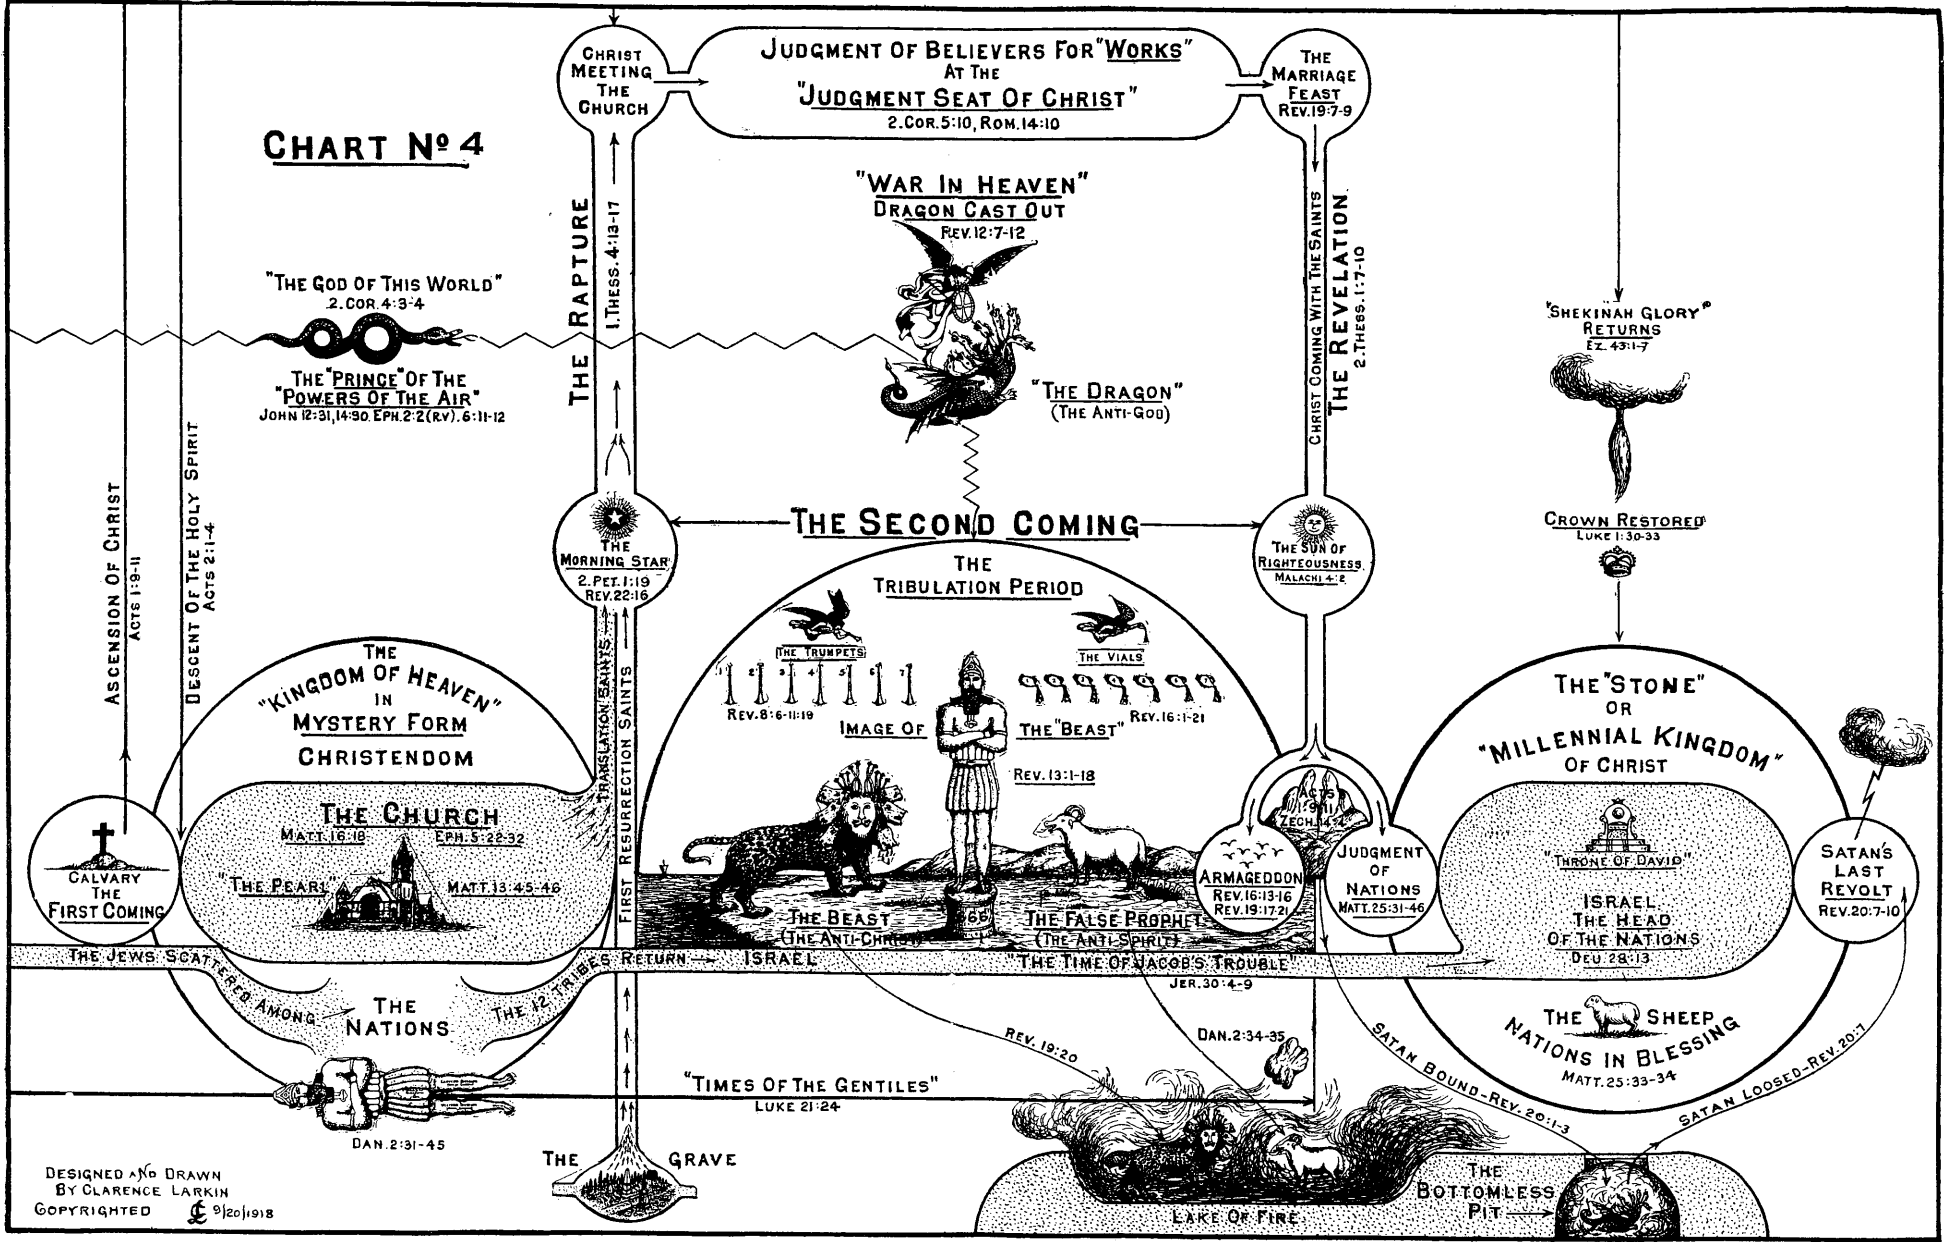 CHRIST
MEETING
THE
CHURCH
JUDGMENT OF BELIEVERS FOR "WORKS"
AT THE
"JUDGMENT SEAT OF CHRIST"
2.COR.5:10, ROM.14:10
THE
MARRIAGE
FEAST
REV.19:7-9
CHART No 4
"WAR IN HEAVEN"
DRAGON CAST OUT
REV.12:7-12
THE RAPTURE
1.THESS.4:13-17
CHRIST COMING WITH THE SAINTS
THE REVELATION.
2.THESS.1:7-10
"THE GOD OF THIS WORLD"
2.COR.4:3-4
THE "PRINCE" OF THE
"POWERS OF THE AIR"
JOHN 12:31,14:30. EPH.2:2(R.V). 6:11-12
"THE DRAGON"
(THE ANTI-GOD)
"SHEKINAH GLORY"
RETURNS
EZ. 43:1-7
CROWN RESTORED
LUKE 1:30-33
ASCENSION OF CHRIST
ACTS 1:9-11
DESCENT OF THE HOLY SPIRIT
ACTS 2:1-4
THE SECOND COMING
THE
MORNING STAR
2.PET.1:19
REV.22:16
THE SUN OF
RIGHTEOUSNESS
MALACHI 4:2
THE
TRIBULATION PERIOD
THE TRUMPETS
1 2 3 4 5 6 7
REV.8:6-11:19
THE VIALS
REV.16:1-21
IMAGE OF THE "BEAST"
REV.13:1-18
THE
"KINGDOM OF HEAVEN"
IN
MYSTERY FORM
CHRISTENDOM
THE CHURCH
MATT.16:18 EPH.5:22-32
"THE PEARL" MATT.13:45-46
CALVARY
THE
FIRST COMING
TRANSLATION SAINTS
FIRST RESURRECTION SAINTS
THE BEAST
(THE ANTI-CHRIST)
666
THE FALSE PROPHET
(THE ANTI-SPIRIT)
ACTS
1:9-11
ZECH.14:4
ARMAGEDDON
REV.16:13-16
REV.19:17-21
JUDGMENT
OF
NATIONS
MATT.25:31-46
THE "STONE"
OR
"MILLENNIAL KINGDOM"
OF CHRIST
"THRONE OF DAVID"
ISRAEL
THE HEAD
OF THE NATIONS
DEU 28:13
SATAN'S
LAST
REVOLT
REV.20:7-10
THE JEWS SCATTERED AMONG
THE
NATIONS
THE 12 TRIBES RETURN
ISRAEL
"THE TIME OF JACOB'S TROUBLE"
JER.30:4-9
THE SHEEP
NATIONS IN BLESSING
MATT.25:33-34
REV. 19:20
DAN.2:34-35
SATAN BOUND-REV.20:1-3
SATAN LOOSED-REV.20:7
"TIMES OF THE GENTILES"
LUKE 21:24
DAN.2:31-45
THE GRAVE
LAKE OF FIRE
THE
BOTTOMLESS
PIT
DESIGNED AND DRAWN
BY CLARENCE LARKIN
COPYRIGHTED CL 9/20/1918